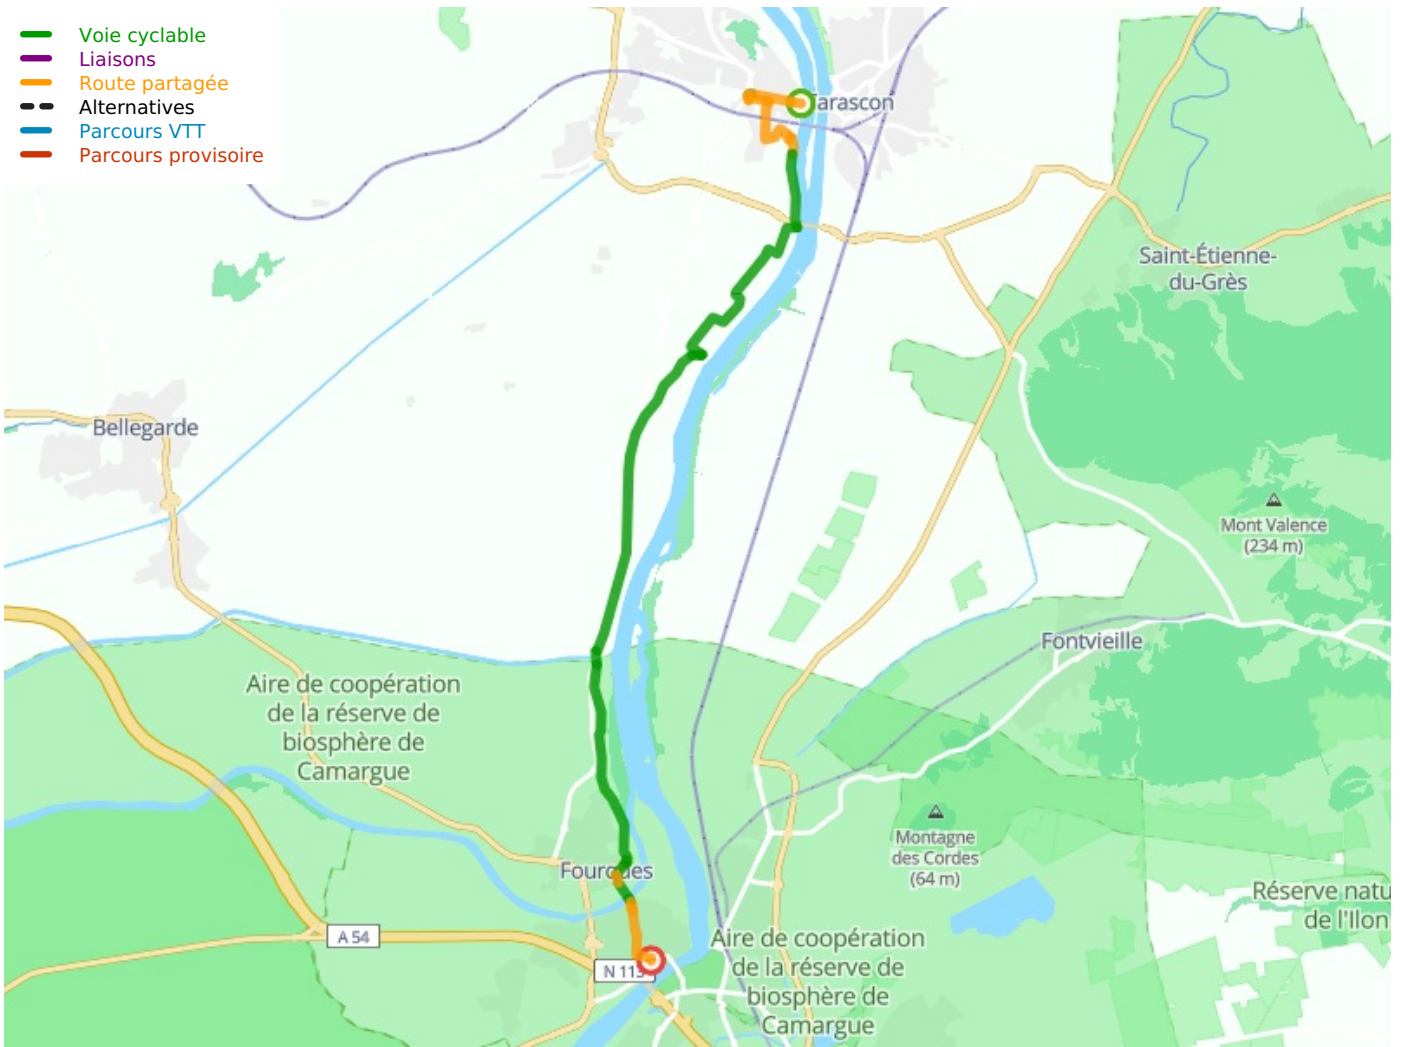 Voie cyclable
Liaisons
Route partagée
Alternatives
Parcours VTT
Parcours provisoire
Tarascon
Saint-Étienne-
du-Grès
Bellegarde
Mont Valence
(234 m)
Fontvieille
Aire de coopération
de la réserve de
biosphère de
Camargue
Montagne
des Cordes
(64 m)
Fourques
Réserve natu
de l'Ilon
A 54
Aire de coopération
de la réserve de
biosphère de
Camargue
N 113